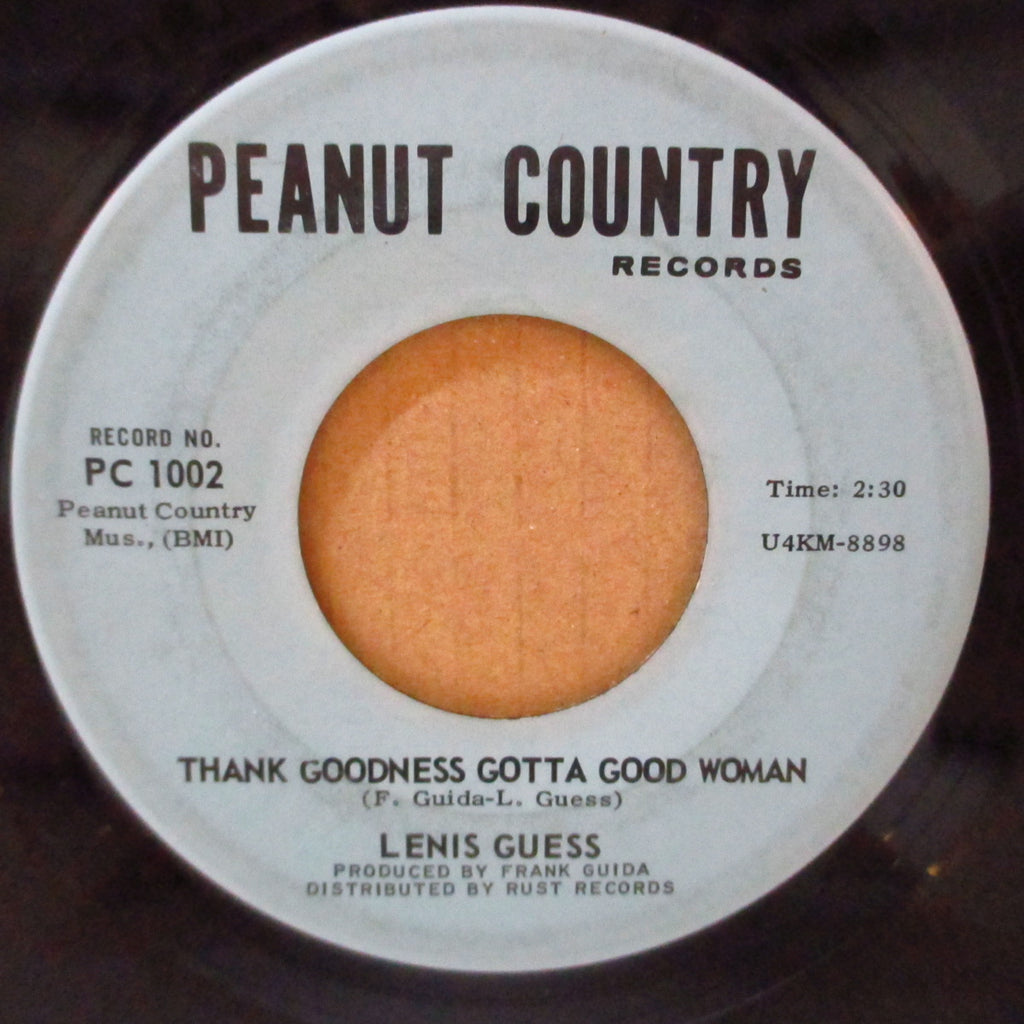 PEANUT COUNTRY
RECORDS
RECORD NO.
PC 1002
Peanut Country
Mus., (BMI)
Time: 2:30
U4KM-8898
THANK GOODNESS GOTTA GOOD WOMAN
(F. Guida-L. Guess)
LENIS GUESS
PRODUCED BY FRANK GUIDA
DISTRIBUTED BY RUST RECORDS